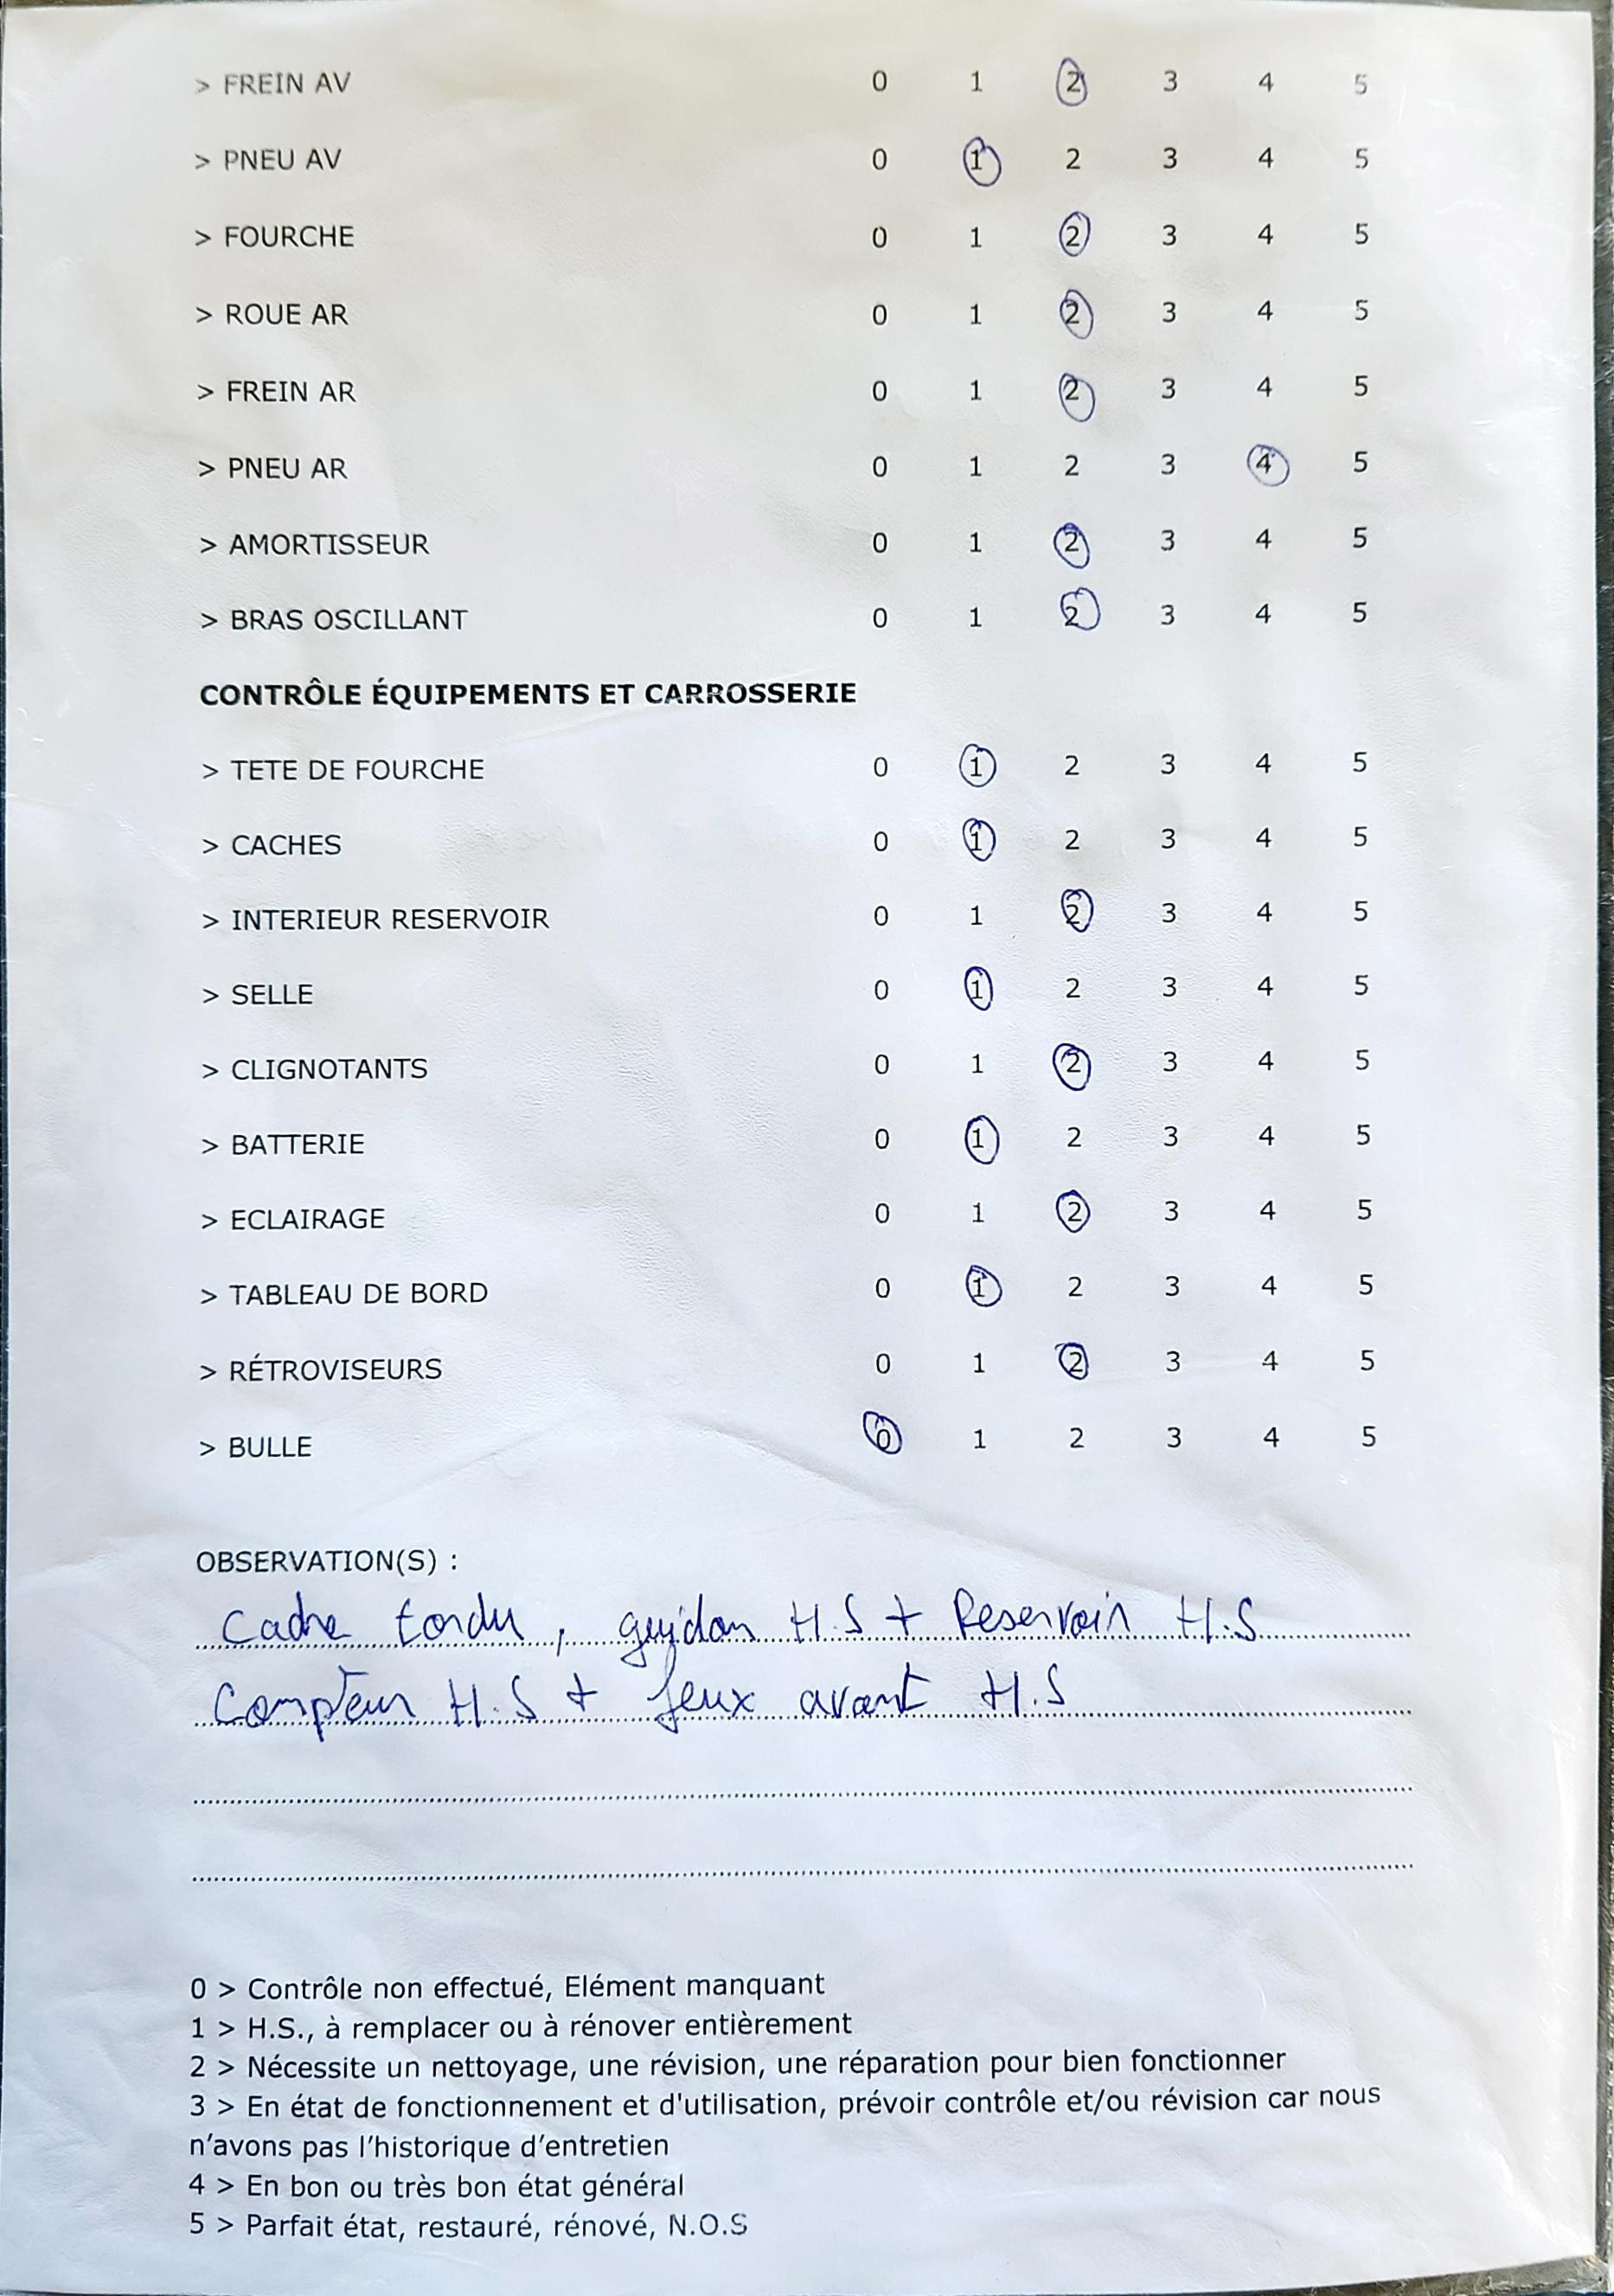 > FREIN AV 0 1 2 3 4 5
> PNEU AV 0 1 2 3 4 5
> FOURCHE 0 1 2 3 4 5
> ROUE AR 0 1 2 3 4 5
> FREIN AR 0 1 2 3 4 5
> PNEU AR 0 1 2 3 4 5
> AMORTISSEUR 0 1 2 3 4 5
> BRAS OSCILLANT 0 1 2 3 4 5
CONTRÔLE ÉQUIPEMENTS ET CARROSSERIE
> TETE DE FOURCHE 0 1 2 3 4 5
> CACHES 0 1 2 3 4 5
> INTERIEUR RESERVOIR 0 1 2 3 4 5
> SELLE 0 1 2 3 4 5
> CLIGNOTANTS 0 1 2 3 4 5
> BATTERIE 0 1 2 3 4 5
> ECLAIRAGE 0 1 2 3 4 5
> TABLEAU DE BORD 0 1 2 3 4 5
> RÉTROVISEURS 0 1 2 3 4 5
> BULLE 0 1 2 3 4 5
OBSERVATION(S) :
Cadre tordu, guidon H.S + Reservoir H.S
Compteur H.S + feux avant H.S
0 > Contrôle non effectué, Elément manquant
1 > H.S., à remplacer ou à rénover entièrement
2 > Nécessite un nettoyage, une révision, une réparation pour bien fonctionner
3 > En état de fonctionnement et d'utilisation, prévoir contrôle et/ou révision car nous
n'avons pas l'historique d'entretien
4 > En bon ou très bon état général
5 > Parfait état, restauré, rénové, N.O.S